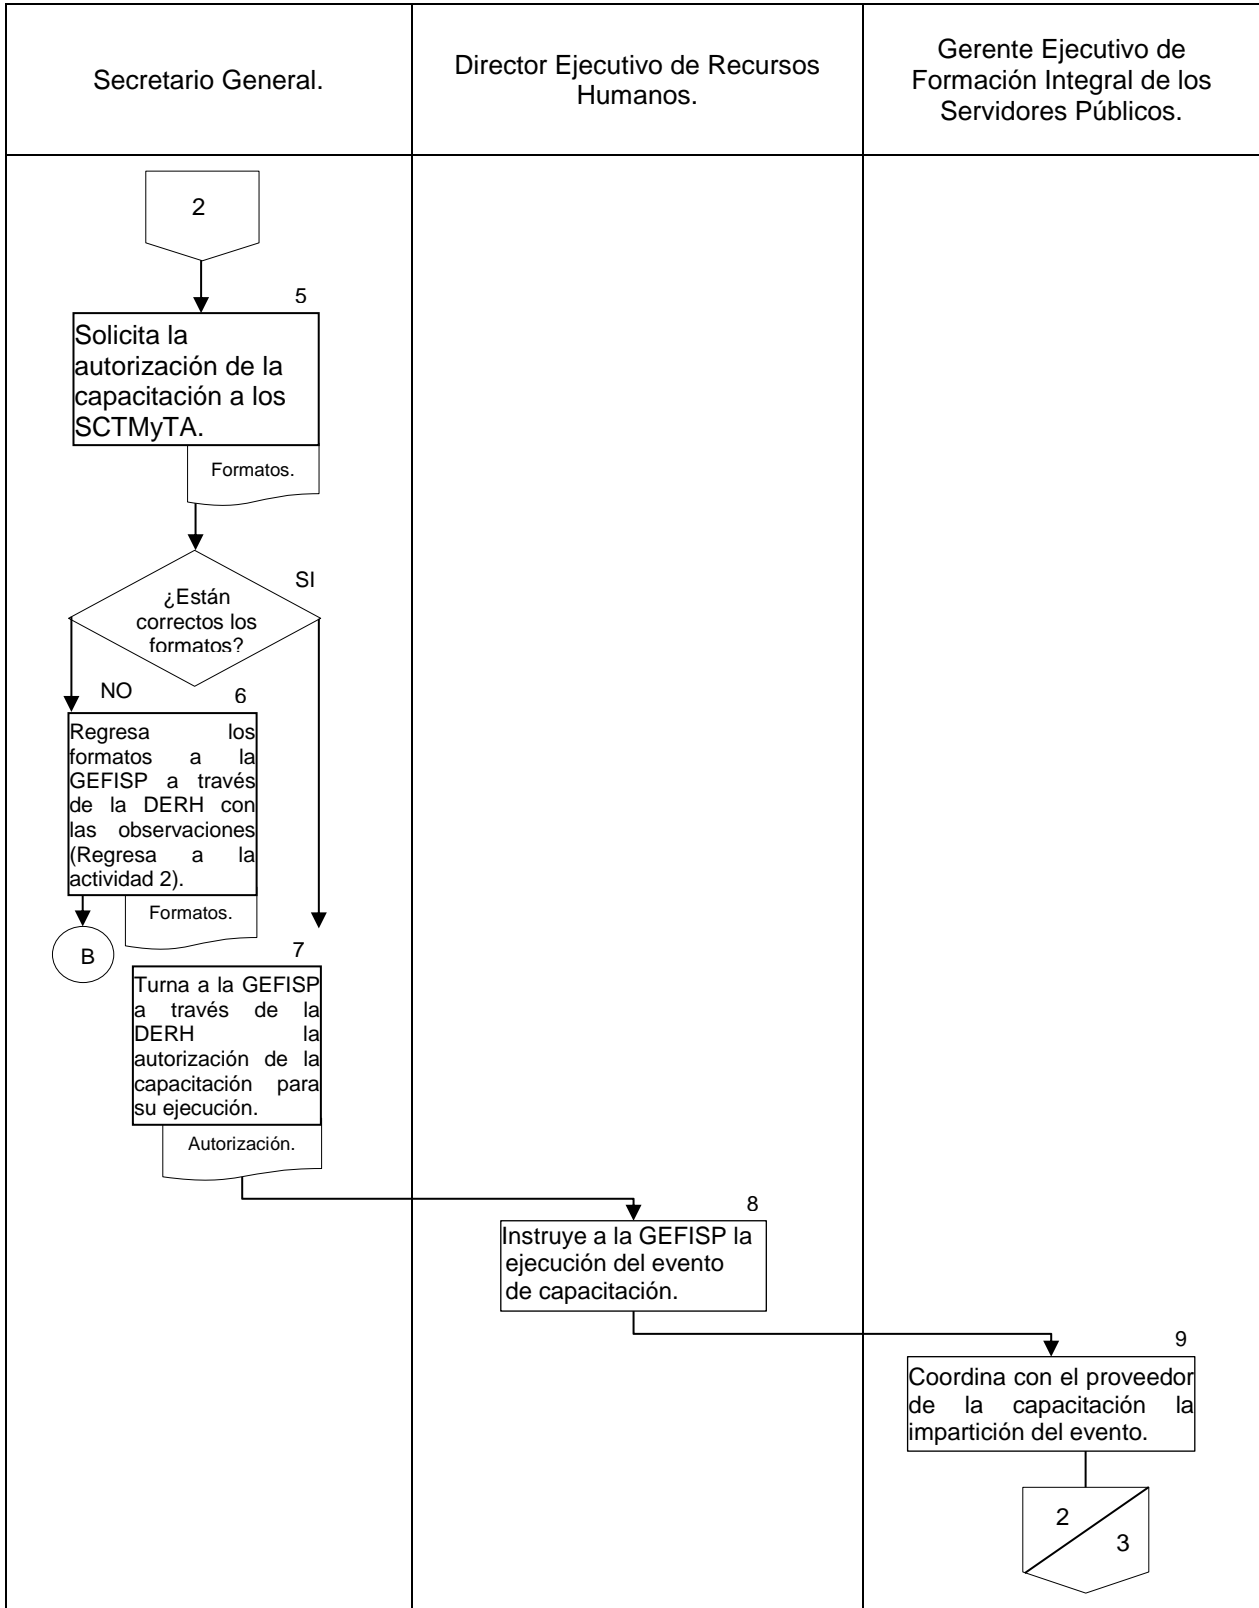 Secretario General.
Director Ejecutivo de Recursos
Humanos.
Gerente Ejecutivo de
Formación Integral de los
Servidores Públicos.
2
5
Solicita la
autorización de la
capacitación a los
SCTMyTA.
Formatos.
¿Están
correctos los
formatos?
SI
NO
6
Regresa los
formatos a la
GEFISP a través
de la DERH con
las observaciones
(Regresa a la
actividad 2).
Formatos.
B
7
Turna a la GEFISP
a través de la
DERH la
autorización de la
capacitación para
su ejecución.
Autorización.
8
Instruye a la GEFISP la
ejecución del evento
de capacitación.
9
Coordina con el proveedor
de la capacitación la
impartición del evento.
2
3